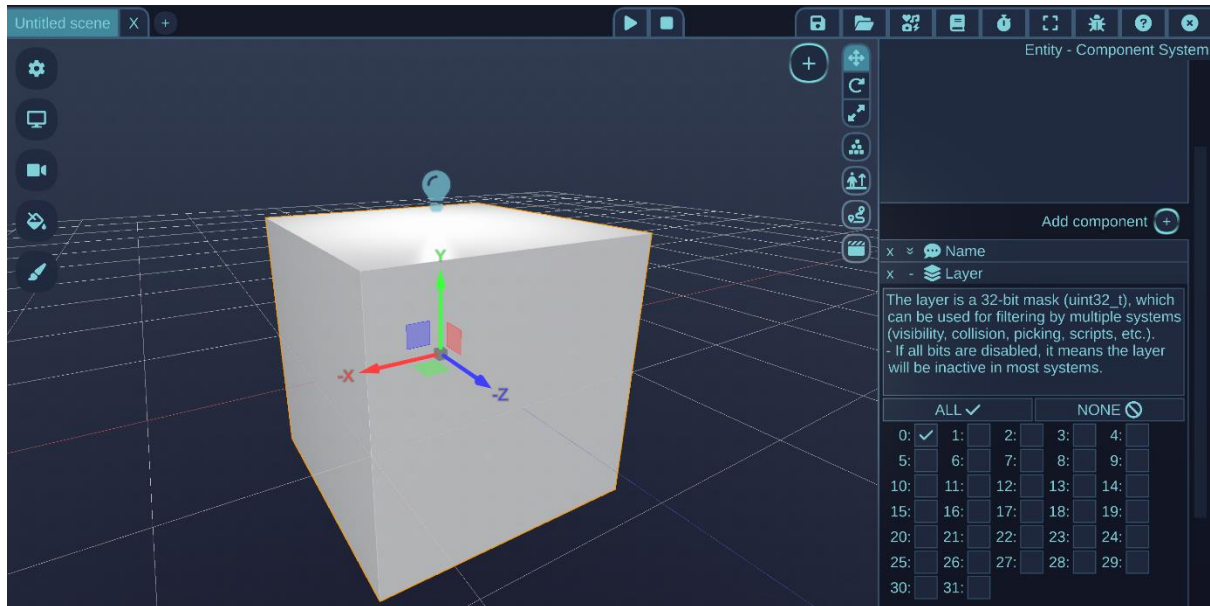 Untitled scene X +
Entity - Component System
+
Add component +
x Name
x - Layer
The layer is a 32-bit mask (uint32_t), which
can be used for filtering by multiple systems
(visibility, collision, picking, scripts, etc.).
- If all bits are disabled, it means the layer
will be inactive in most systems.
ALL NONE
0: 1: 2: 3: 4:
5: 6: 7: 8: 9:
10: 11: 12: 13: 14:
15: 16: 17: 18: 19:
20: 21: 22: 23: 24:
25: 26: 27: 28: 29:
30: 31:
Y
-X
-Z